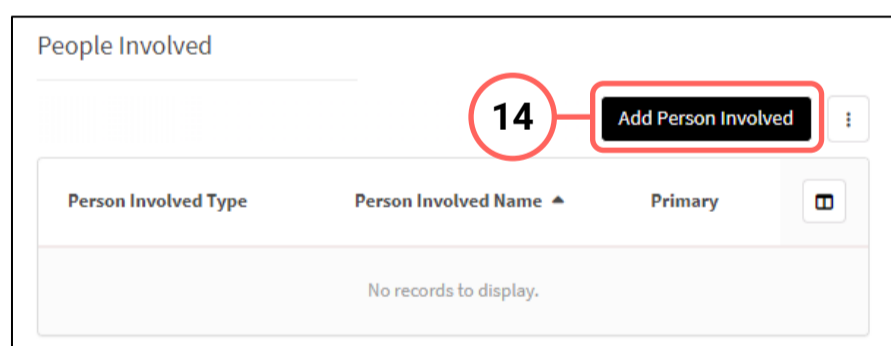 People Involved
14 Add Person Involved
Person Involved Type Person Involved Name Primary
No records to display.